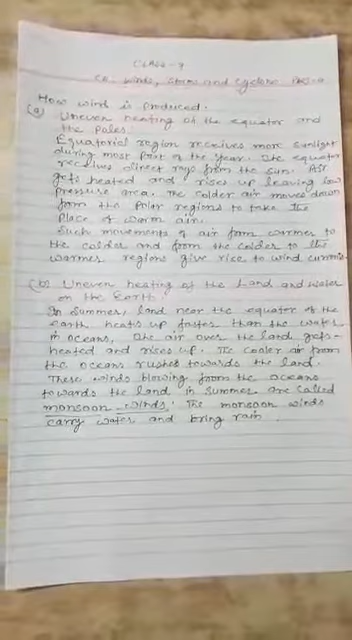 CLASS-7
Ch. Winds, Storm and Cyclone
How wind is produced.
(a) Uneven heating of the equator and
the poles.
Equatorial region receives more sunlight
during most part of the year. The equator
receives direct rays from the sun. Air
gets heated and rises up leaving low
pressure area. The colder air moves down
from the Polar regions to take the
Place of warm air.
Such movements of air from warmer to
the colder and from the colder to the
warmer regions give rise to wind
(b) Uneven heating of the Land and water
on the Earth
In Summer, land near the equator of the
earth heats up faster than the water
in oceans. The air over the land gets
heated and rises up. The cooler air from
the oceans rushes towards the land.
These winds blowing from the oceans
towards the land in summer are called
monsoon winds. The monsoon winds
carry water and bring rain